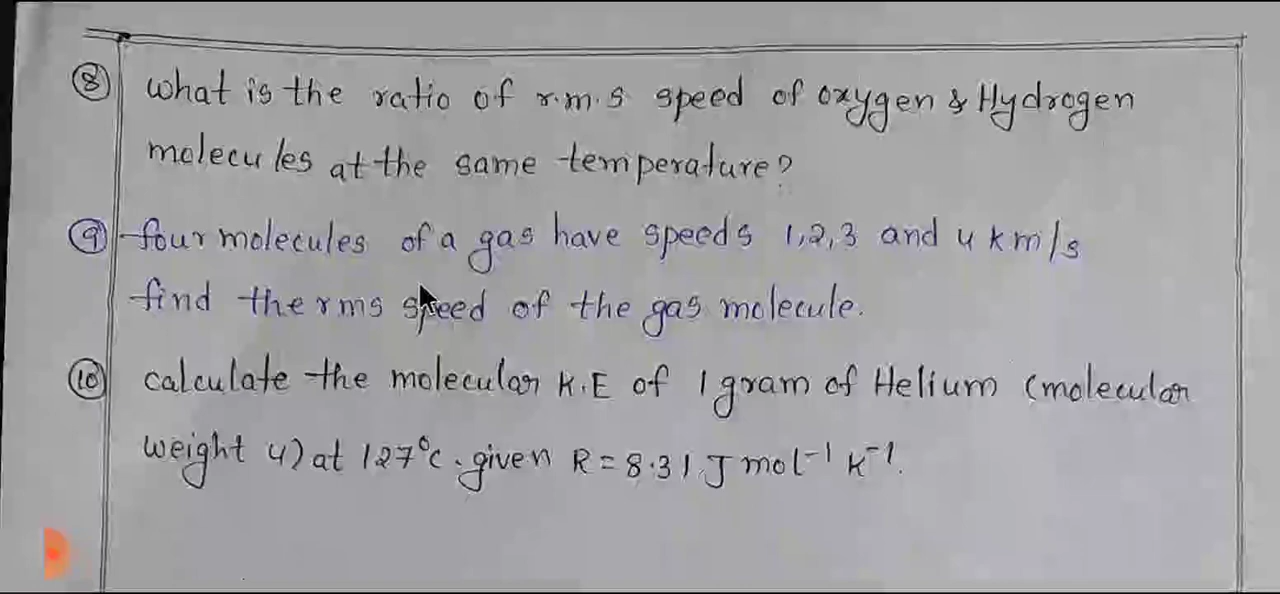 ⑧ what is the ratio of r.m.s speed of oxygen & Hydrogen
molecules at the same temperature?
⑨ four molecules of a gas have speeds 1,2,3 and 4 km/s
find the rms speed of the gas molecule.
⑩ calculate the molecular K.E of 1 gram of Helium (molecular
weight 4) at 127°C. given R = 8.31 J mol⁻¹ K⁻¹.